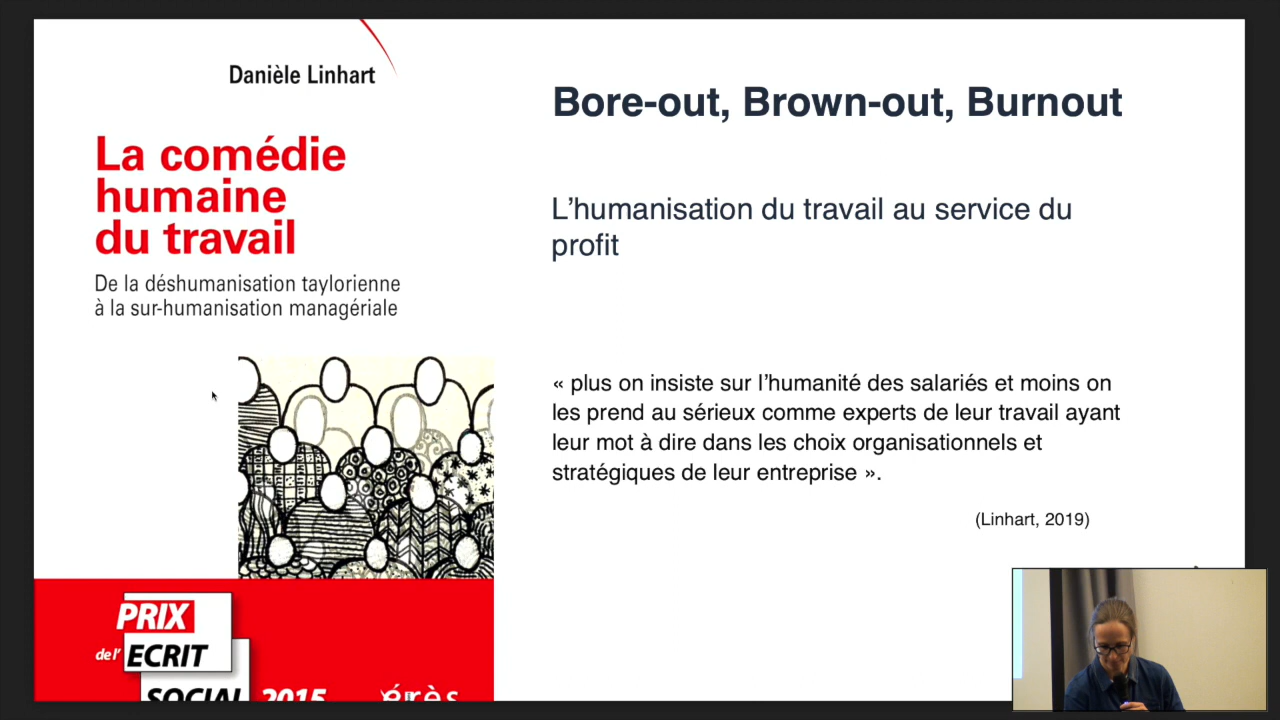 Danièle Linhart
La comédie
humaine
du travail
De la déshumanisation taylorienne
à la sur-humanisation managériale
PRIX
de l' ECRIT
SOCIAL 2015 érès
Bore-out, Brown-out, Burnout
L'humanisation du travail au service du
profit
« plus on insiste sur l'humanité des salariés et moins on
les prend au sérieux comme experts de leur travail ayant
leur mot à dire dans les choix organisationnels et
stratégiques de leur entreprise ».
(Linhart, 2019)